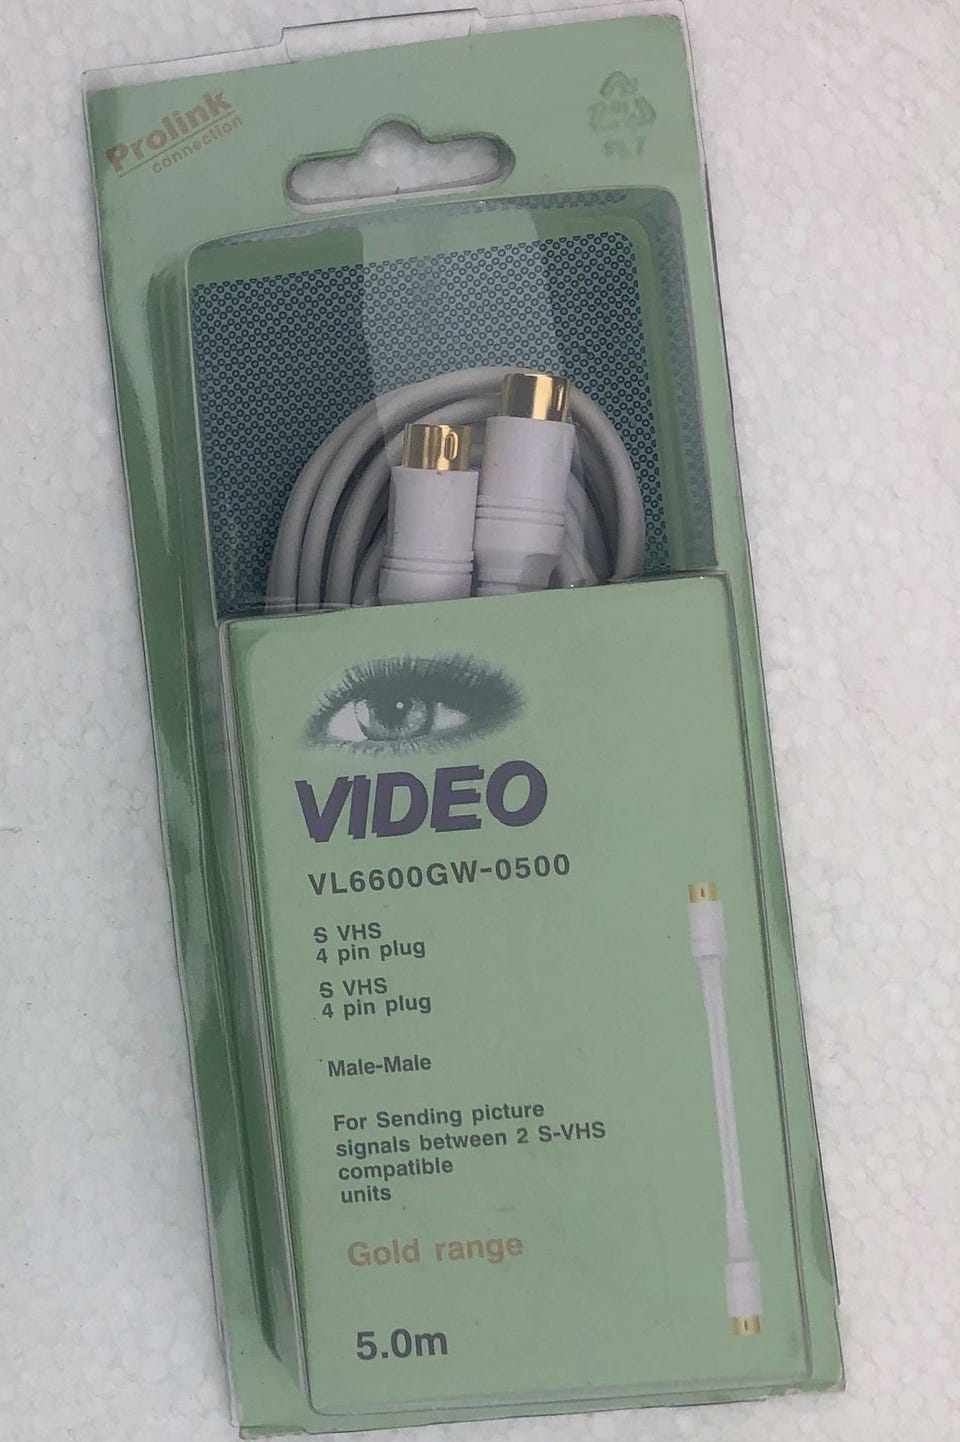 Prolink
connection
VIDEO
VL6600GW-0500
S VHS
4 pin plug
S VHS
4 pin plug
Male-Male
For Sending picture
signals between 2 S-VHS
compatible
units
Gold range
5.0m